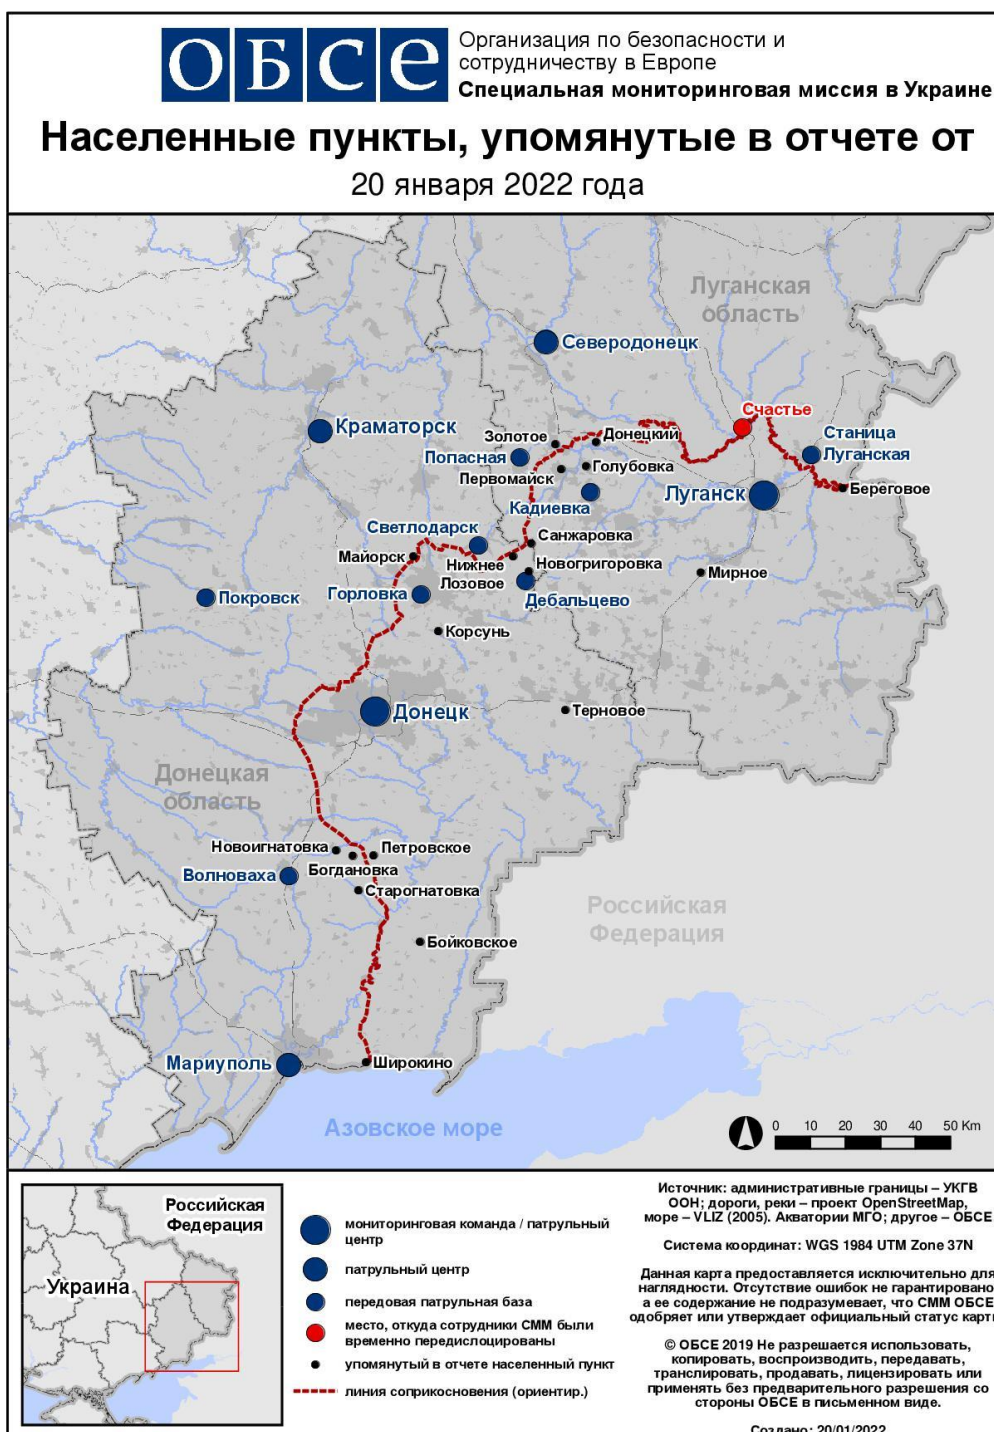 ОБСЕ
Организация по безопасности и
сотрудничеству в Европе
Специальная мониторинговая миссия в Украине
Населенные пункты, упомянутые в отчете от
20 января 2022 года
Луганская
область
Северодонецк
Счастье
Краматорск
Золотое
Донецкий
Станица
Луганская
Попасная
Первомайск
Голубовка
Кадиевка
Луганск
Береговое
Светлодарск
Санжаровка
Майорск
Нижнее
Лозовое
Новогригоровка
Мирное
Покровск
Горловка
Дебальцево
Корсунь
Донецк
Терновое
Донецкая
область
Новоигнатовка
Петровское
Богдановка
Волноваха
Старогнатовка
Российская
Федерация
Бойковское
Мариуполь
Широкино
Азовское море
0 10 20 30 40 50 Km
Российская
Федерация
Украина
мониторинговая команда / патрульный
центр
патрульный центр
передовая патрульная база
место, откуда сотрудники СММ были
временно передислоцированы
упомянутый в отчете населенный пункт
линия соприкосновения (ориентир.)
Источник: административные границы – УКГВ
ООН; дороги, реки – проект OpenStreetMap,
море – VLIZ (2005). Акватории МГО; другое – ОБСЕ
Система координат: WGS 1984 UTM Zone 37N
Данная карта предоставляется исключительно для
наглядности. Отсутствие ошибок не гарантировано
а ее содержание не подразумевает, что СММ ОБСЕ
одобряет или утверждает официальный статус карт
© ОБСЕ 2019 Не разрешается использовать,
копировать, воспроизводить, передавать,
транслировать, продавать, лицензировать или
применять без предварительного разрешения со
стороны ОБСЕ в письменном виде.
Создано: 20/01/2022